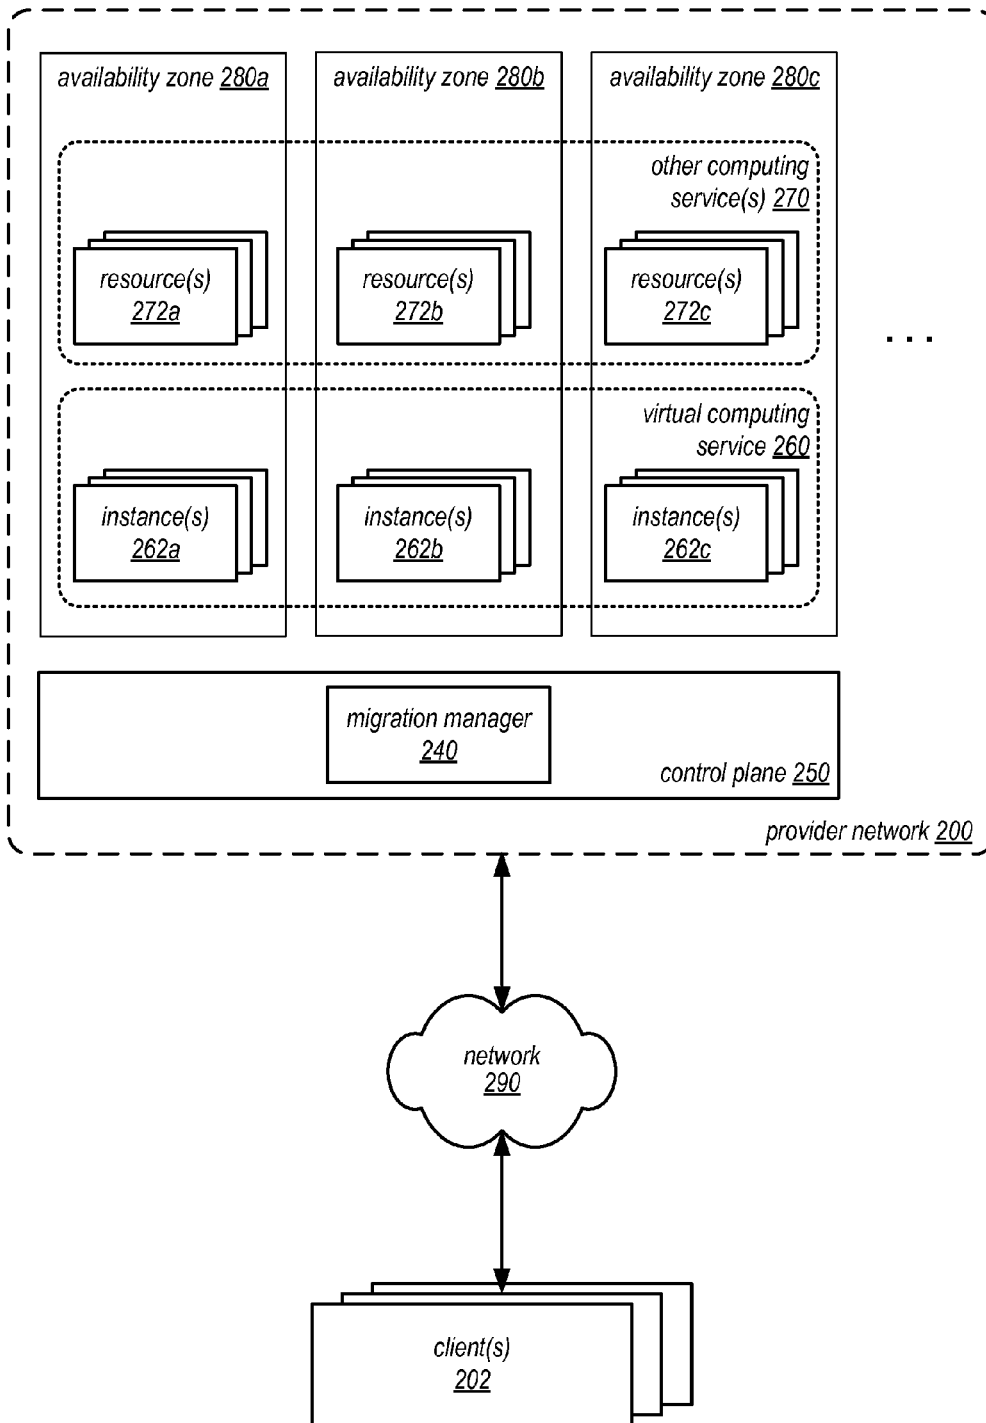 availability zone 280a
availability zone 280b
availability zone 280c
other computing
service(s) 270
resource(s)
272a
resource(s)
272b
resource(s)
272c
. . .
virtual computing
service 260
instance(s)
262a
instance(s)
262b
instance(s)
262c
migration manager
240
control plane 250
provider network 200
network
290
client(s)
202